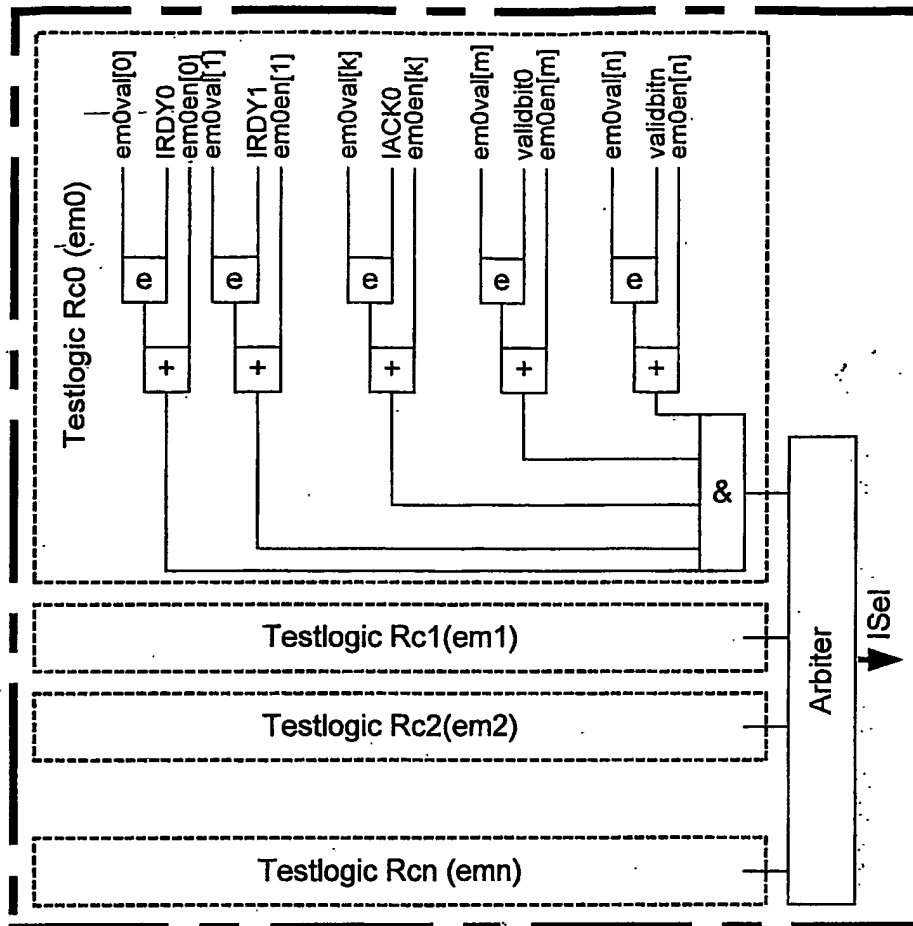 Testlogic Rc0 (em0)
em0val[0]
IRDY0
em0en[0]
em0val[1]
IRDY1
em0en[1]
em0val[k]
IACK0
em0en[k]
em0val[m]
validbit0
em0en[m]
em0val[n]
validbitn
em0en[n]
e
e
e
e
e
+
+
+
+
+
&
Testlogic Rc1(em1)
Testlogic Rc2(em2)
Testlogic Rcn (emn)
Arbiter
ISel